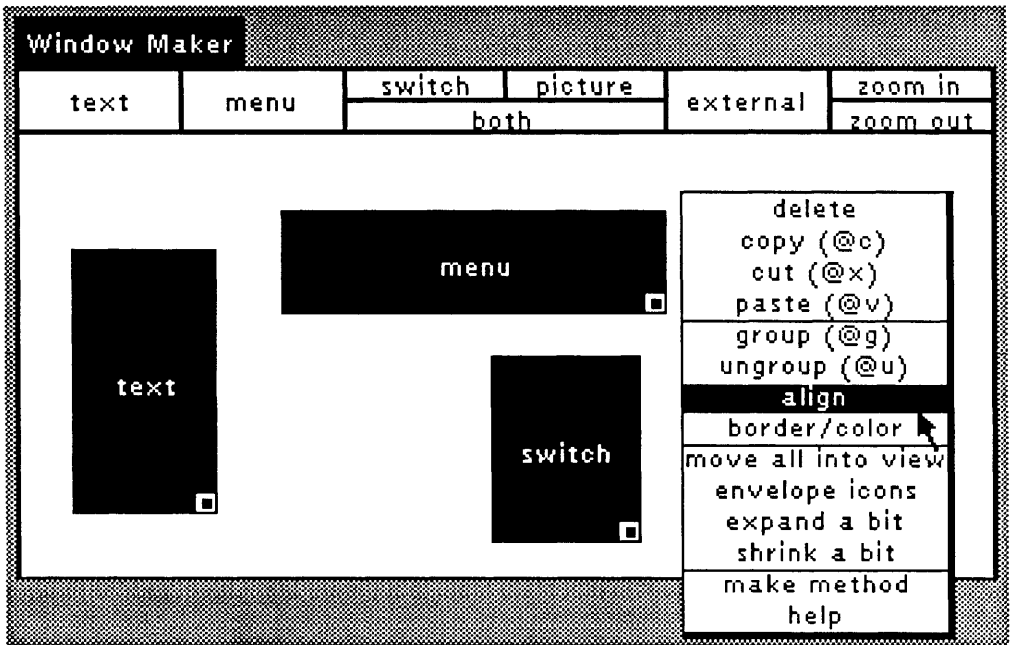 Window Maker
text
menu
switch
picture
both
external
zoom in
zoom out
menu
text
switch
delete
copy (@c)
cut (@x)
paste (@v)
group (@g)
ungroup (@u)
align
border/color
move all into view
envelope icons
expand a bit
shrink a bit
make method
help